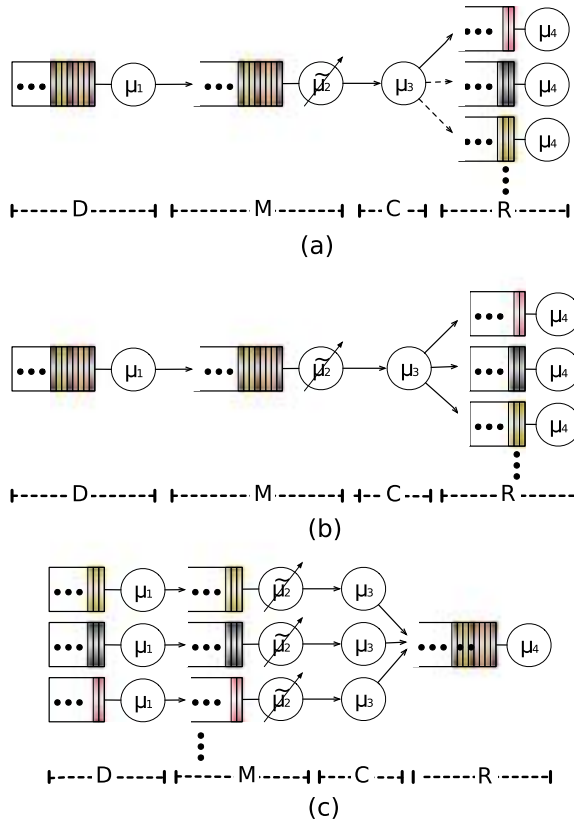 μ₄
μ₁ μ̃₂ μ₃ μ₄
μ₄
D M C R
(a)
μ₄
μ₁ μ̃₂ μ₃ μ₄
μ₄
D M C R
(b)
μ₁ μ̃₂ μ₃
μ₁ μ̃₂ μ₃ μ₄
μ₁ μ̃₂ μ₃
D M C R
(c)